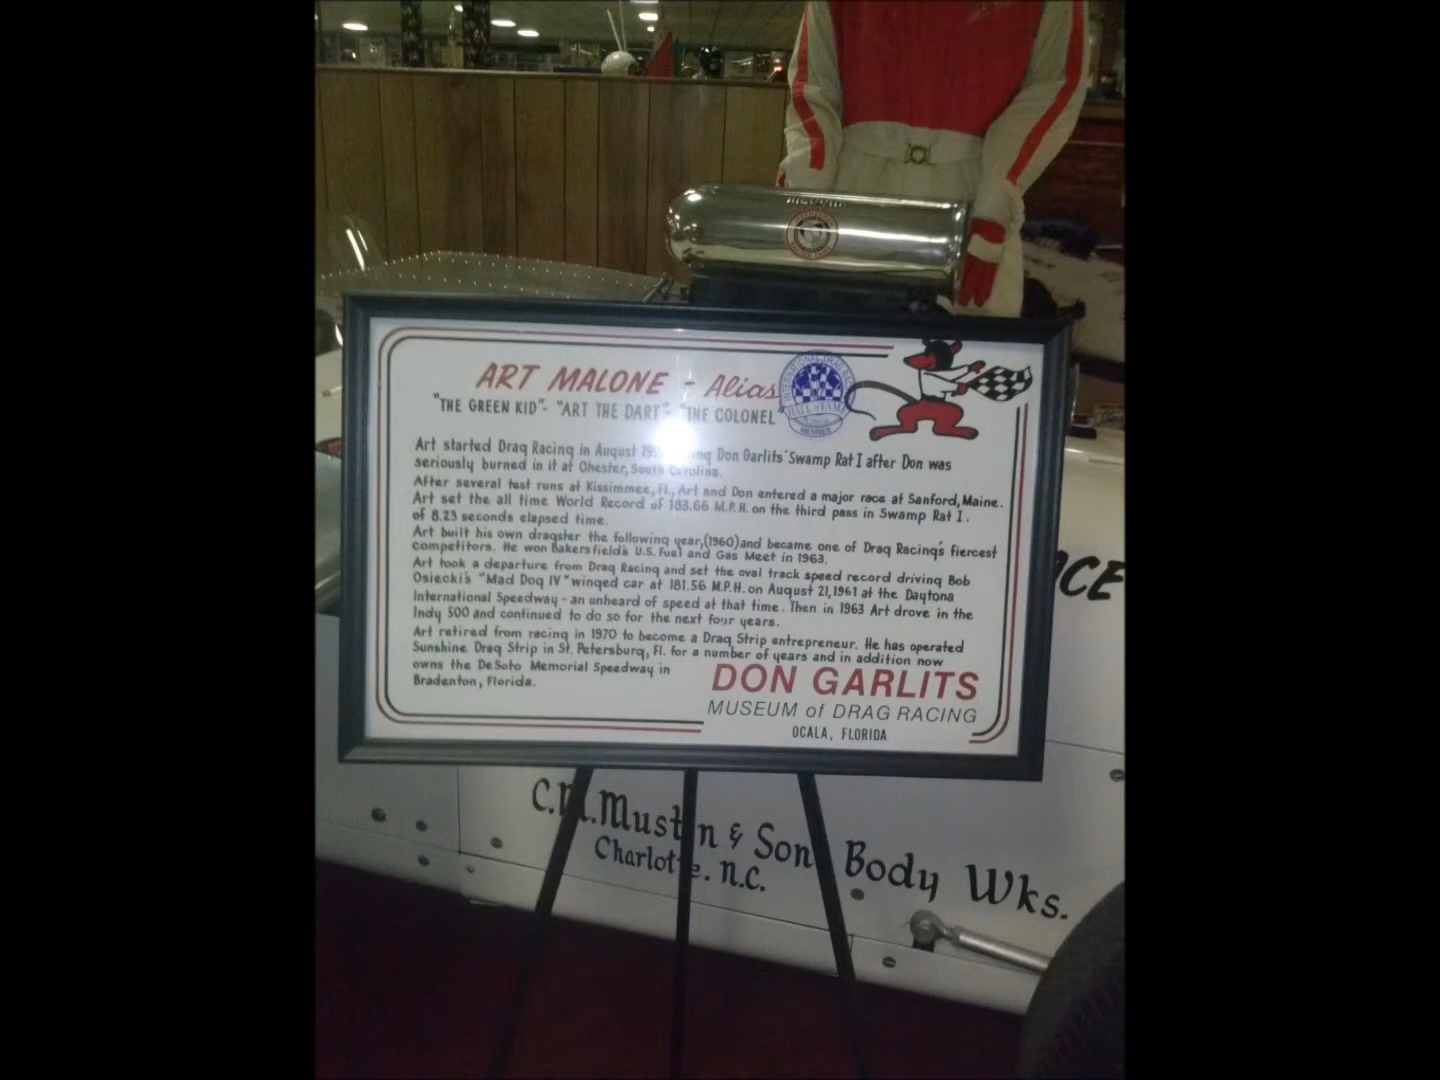 ART MALONE - Alias
"THE GREEN KID" - "ART THE DART" - "THE COLONEL"
INTERNATIONAL DRAG RACING
HALL of FAME
MEMBER
Art started Drag Racing in August Don Garlits' Swamp Rat I after Don was
seriously burned in it at Chester, South Carolina.
After several test runs at Kissimmee, FL, Art and Don entered a major race at Sanford, Maine.
Art set the all time World Record of 183.66 M.P.H. on the third pass in Swamp Rat I.
of 8.23 seconds elapsed time.
Art built his own dragster the following year, (1960) and became one of Drag Racing's fiercest
competitors. He won Bakersfield's U.S. Fuel and Gas Meet in 1963.
Art took a departure from Drag Racing and set the oval track speed record driving Bob
Osiecki's "Mad Dog IV" winged car at 181.56 M.P.H. on August 21, 1961 at the Daytona
International Speedway - an unheard of speed at that time. Then in 1963 Art drove in the
Indy 500 and continued to do so for the next four years.
Art retired from racing in 1970 to become a Drag Strip entrepreneur. He has operated
Sunshine Drag Strip in St. Petersburg, Fl. for a number of years and in addition now
owns the DeSoto Memorial Speedway in
Bradenton, Florida.
DON GARLITS
MUSEUM of DRAG RACING
OCALA, FLORIDA
C. Mustin & Son Body Wks.
Charlotte. N.C.